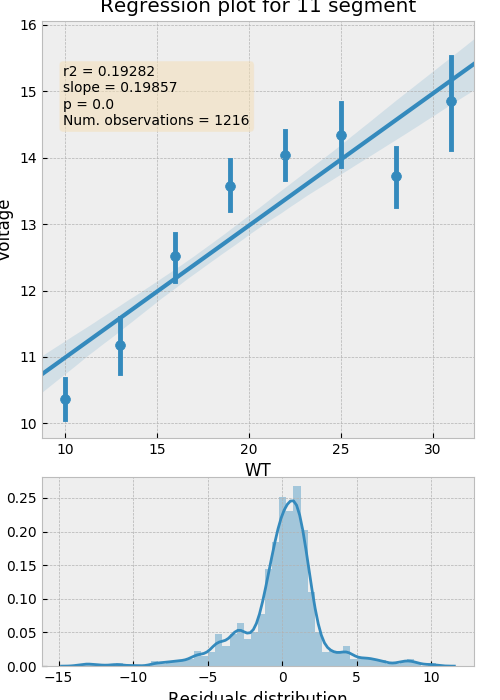 Regression plot for 11 segment
16
15
14
13
12
11
10
r2 = 0.19282
slope = 0.19857
p = 0.0
Num. observations = 1216
Voltage
10 15 20 25 30
WT
0.25
0.20
0.15
0.10
0.05
0.00
−15 −10 −5 0 5 10
Residuals distribution